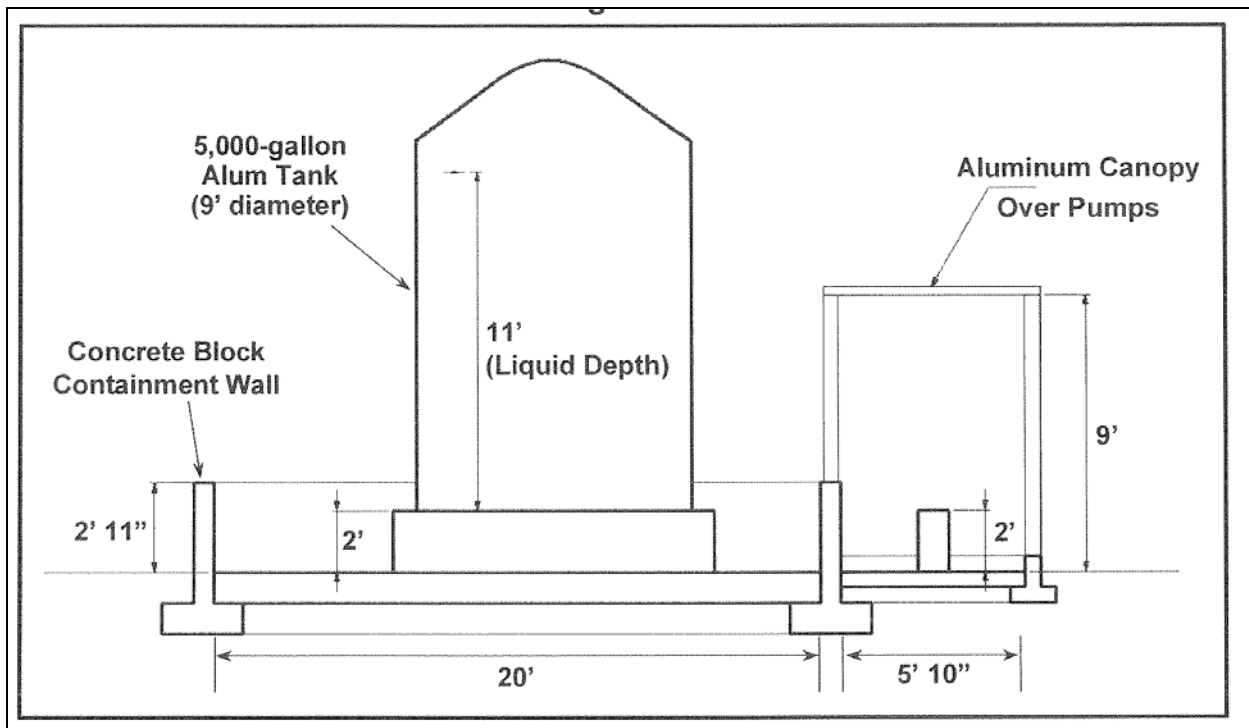 5,000-gallon
Alum Tank
(9' diameter)
Aluminum Canopy
Over Pumps
11'
(Liquid Depth)
Concrete Block
Containment Wall
9'
2' 11”
2'
2'
20'
5' 10”